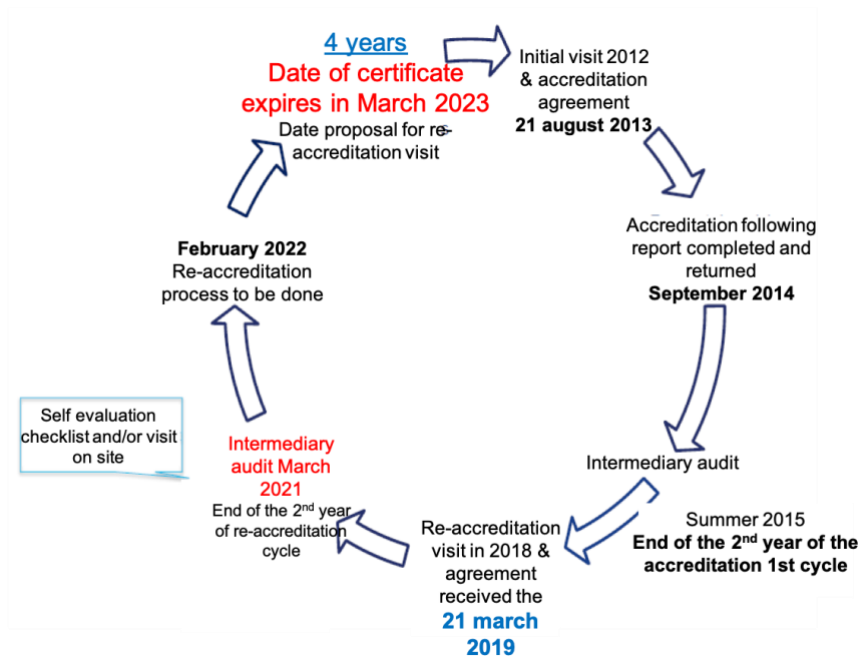 4 years
Date of certificate
expires in March 2023
Date proposal for re-
accreditation visit
Initial visit 2012
& accreditation
agreement
21 august 2013
Accreditation following
report completed and
returned
September 2014
Intermediary audit
Summer 2015
End of the 2nd year of the
accreditation 1st cycle
Re-accreditation
visit in 2018 &
agreement
received the
21 march
2019
Intermediary
audit March
2021
End of the 2nd year
of re-accreditation
cycle
Self evaluation
checklist and/or visit
on site
February 2022
Re-accreditation
process to be done